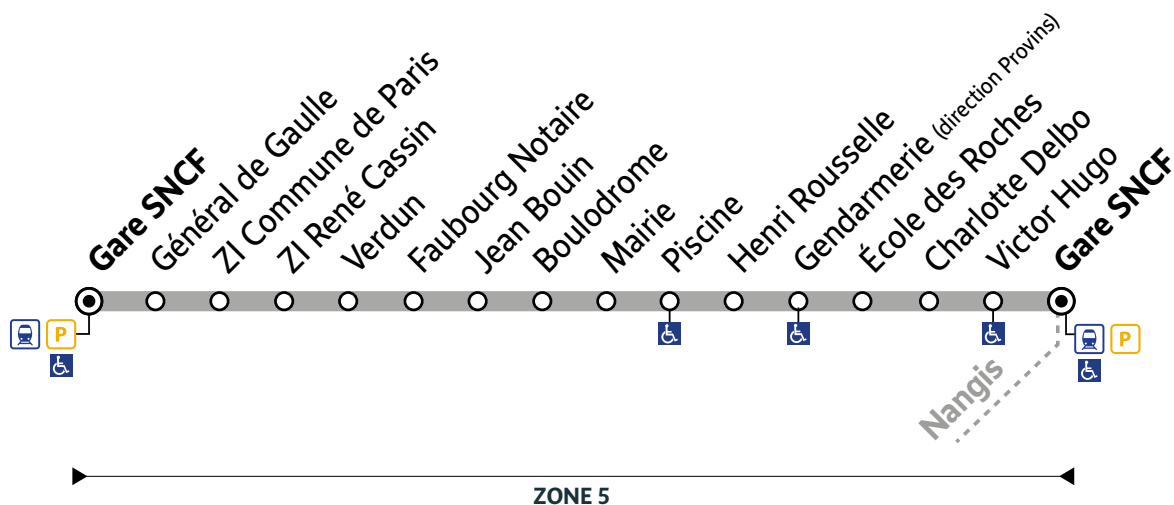 Gare SNCF
Général de Gaulle
ZI Commune de Paris
ZI René Cassin
Verdun
Faubourg Notaire
Jean Bouin
Boulodrome
Mairie
Piscine
Henri Rousselle
Gendarmerie (direction Provins)
École des Roches
Charlotte Delbo
Victor Hugo
Gare SNCF
P
P
Nangis
ZONE 5